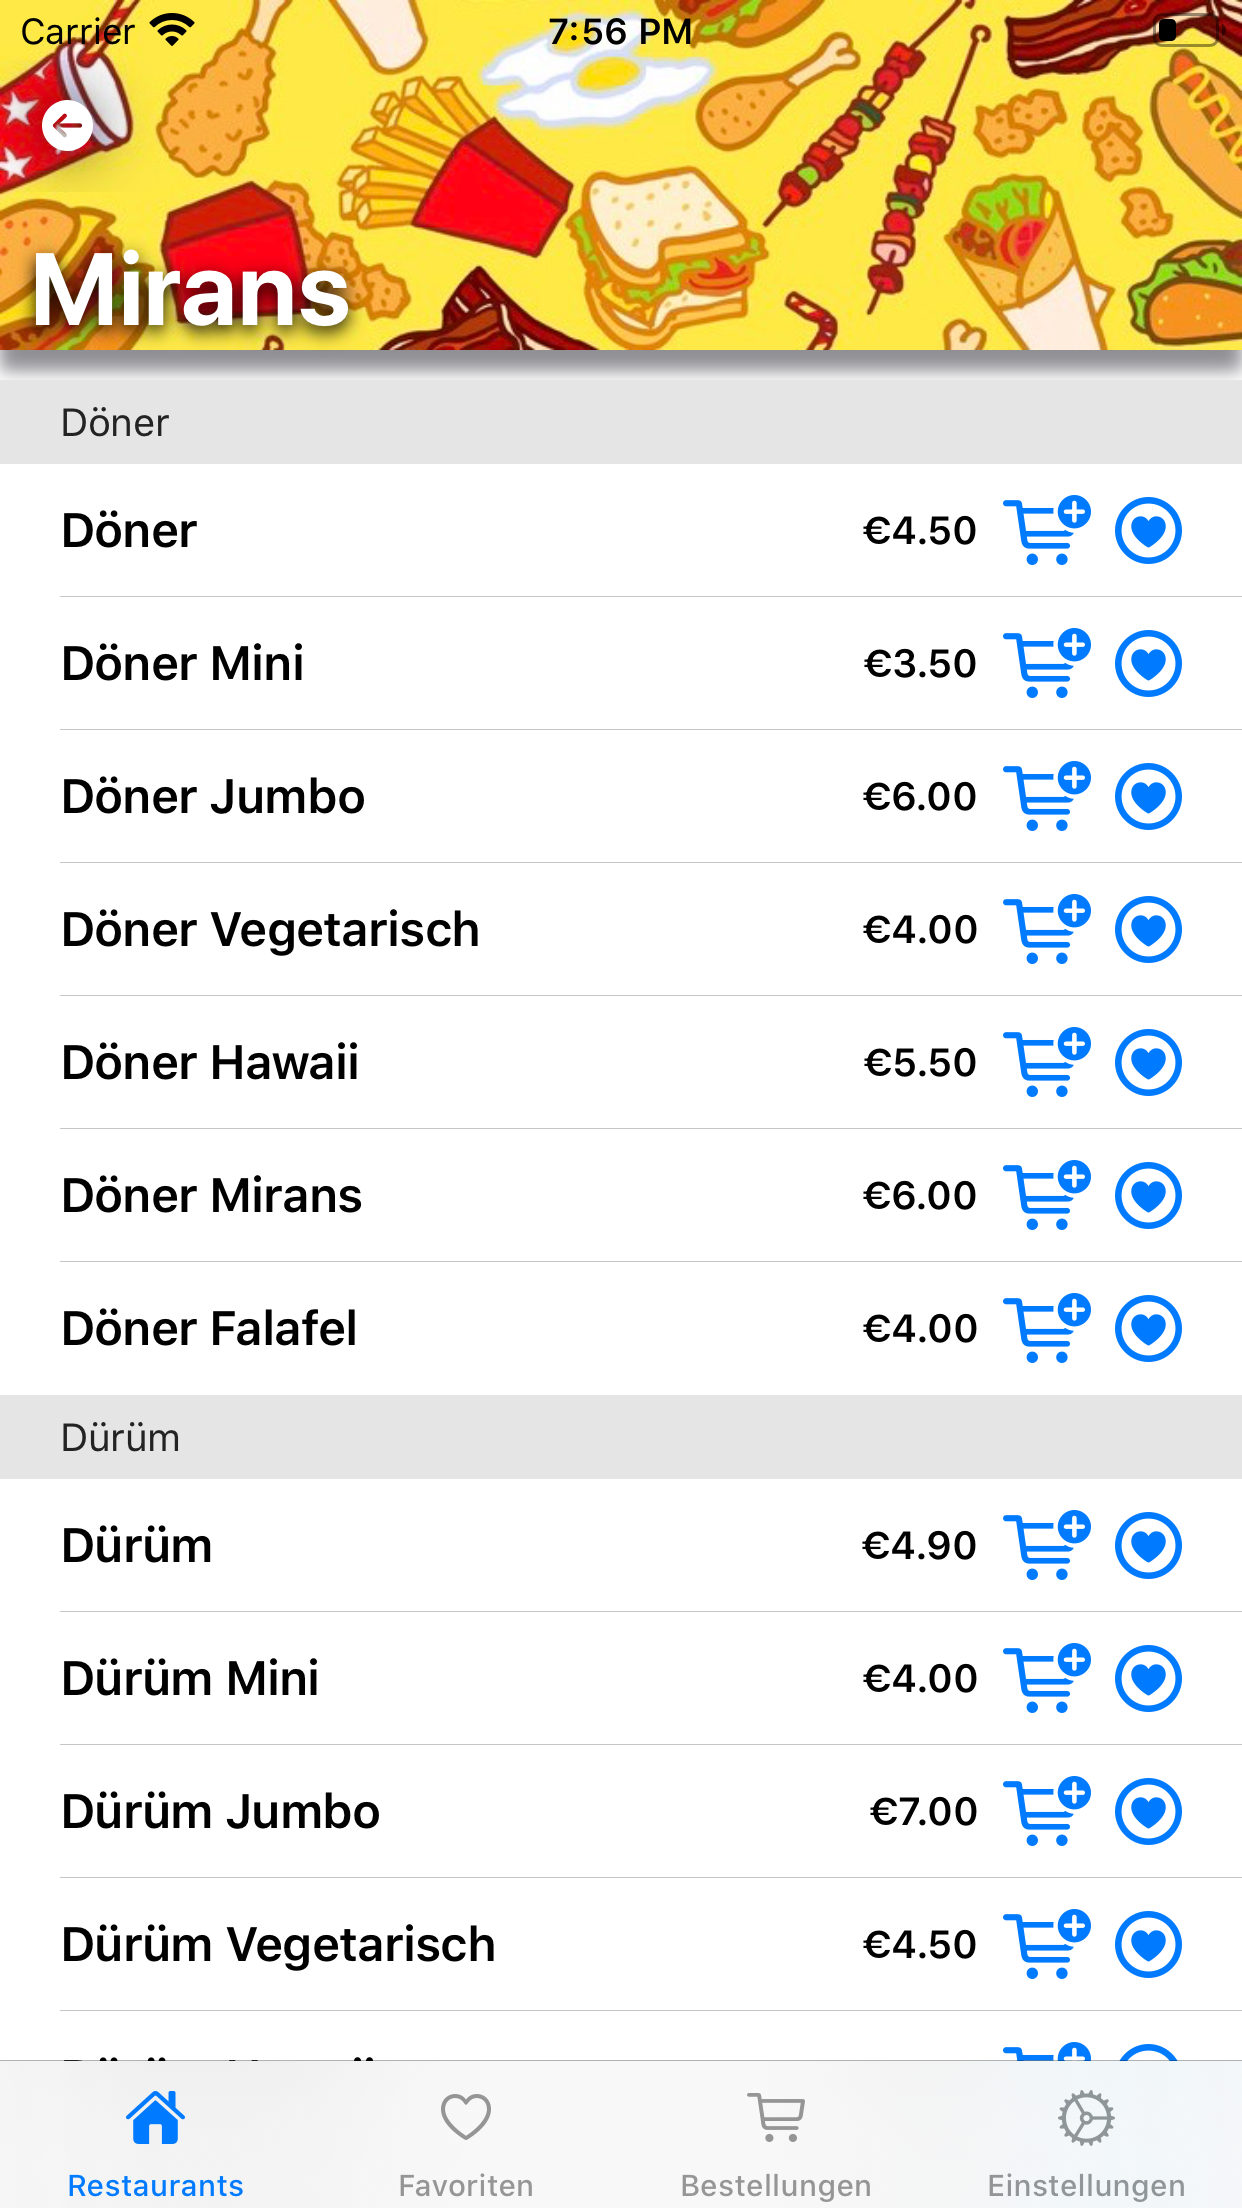 Carrier 7:56 PM
Mirans
Döner
Döner €4.50
Döner Mini €3.50
Döner Jumbo €6.00
Döner Vegetarisch €4.00
Döner Hawaii €5.50
Döner Mirans €6.00
Döner Falafel €4.00
Dürüm
Dürüm €4.90
Dürüm Mini €4.00
Dürüm Jumbo €7.00
Dürüm Vegetarisch €4.50
Restaurants Favoriten Bestellungen Einstellungen